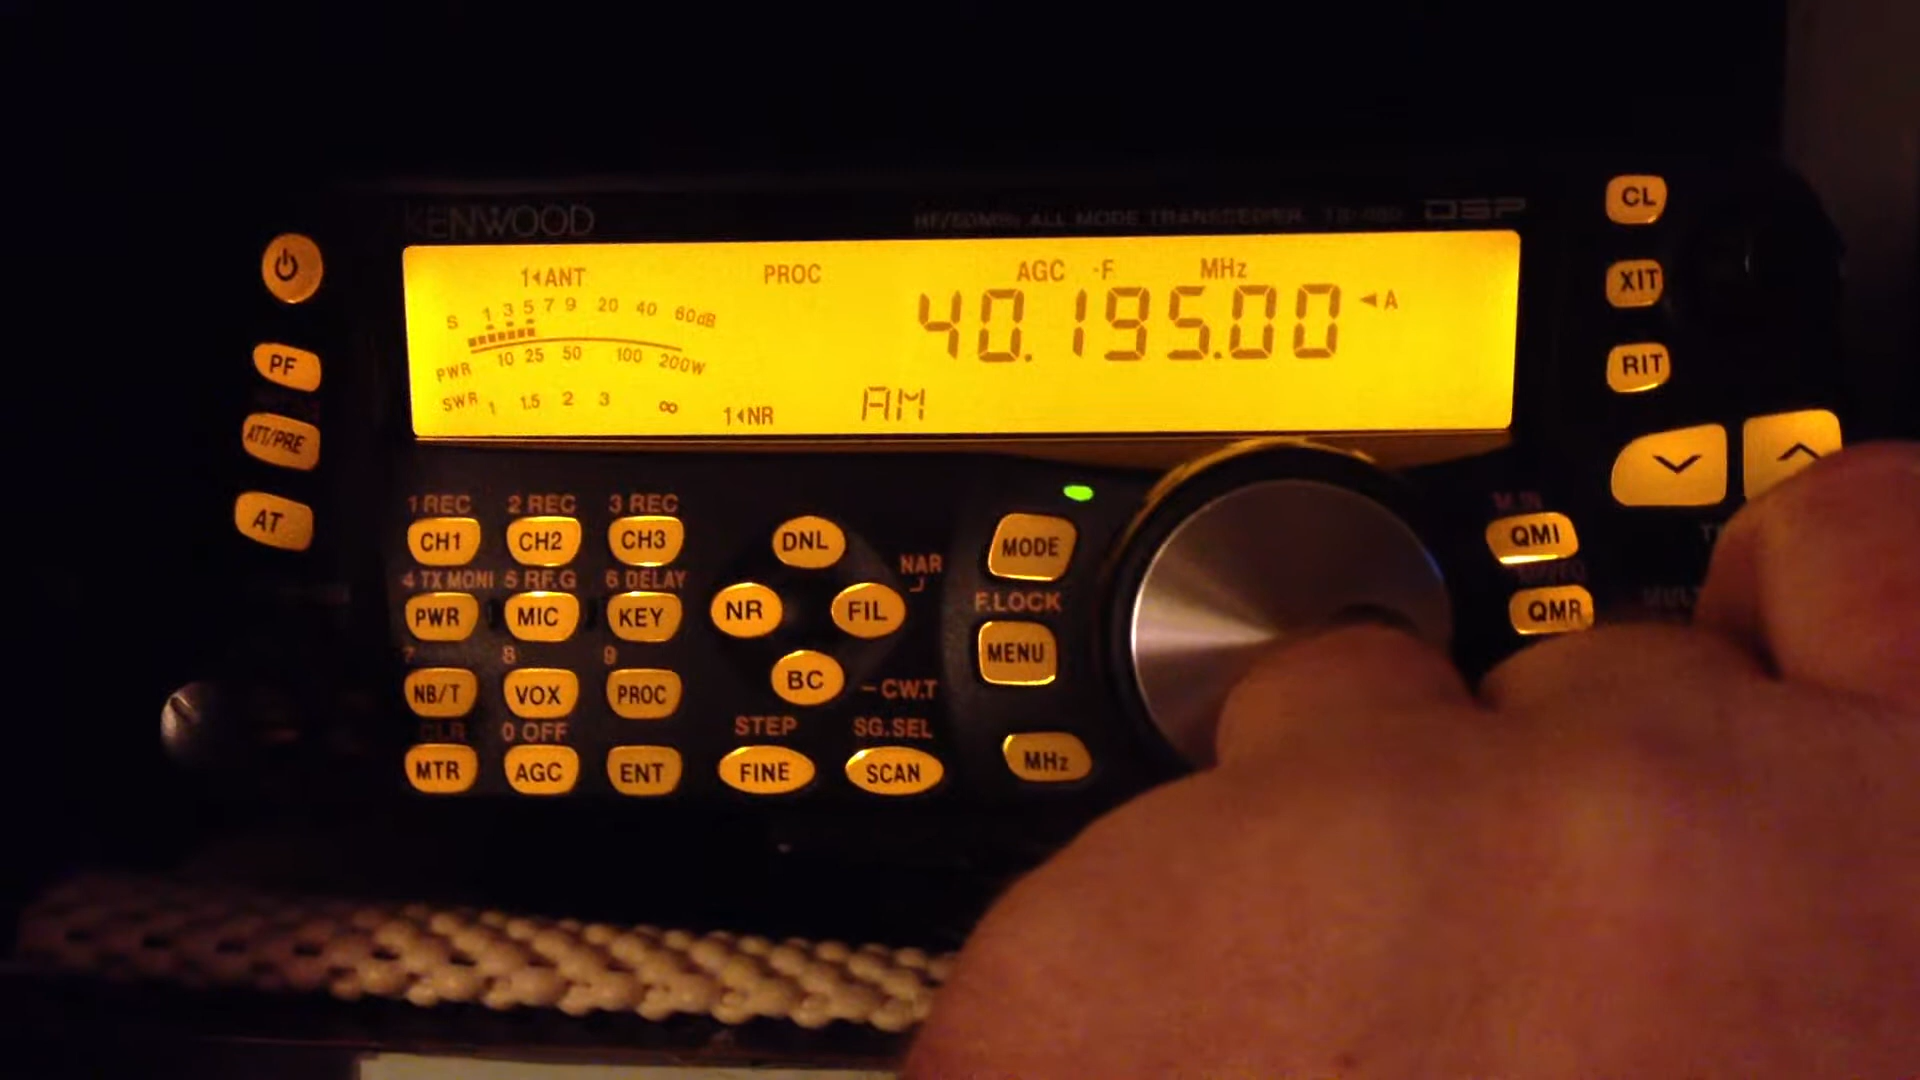 KENWOOD
HF/50MHz ALL MODE TRANSCEIVER TS-480 DSP
1◂ANT PROC AGC -F MHz
S 1 3 5 7 9 20 40 60dB
40.195.00 ◂A
PWR 10 25 50 100 200W
SWR 1 1.5 2 3 ∞
1◂NR AM
PF
ATT/PRE
AT
CL
XIT
RIT
1 REC 2 REC 3 REC
CH1 CH2 CH3
4 TX MONI 5 RF.G 6 DELAY
PWR MIC KEY
7 8 9
NB/T VOX PROC
CLR 0 OFF
MTR AGC ENT
DNL
NAR
NR FIL
BC
-CW.T
STEP SG.SEL
FINE SCAN
MODE
F.LOCK
MENU
MHz
M.IN
QMI
QMR